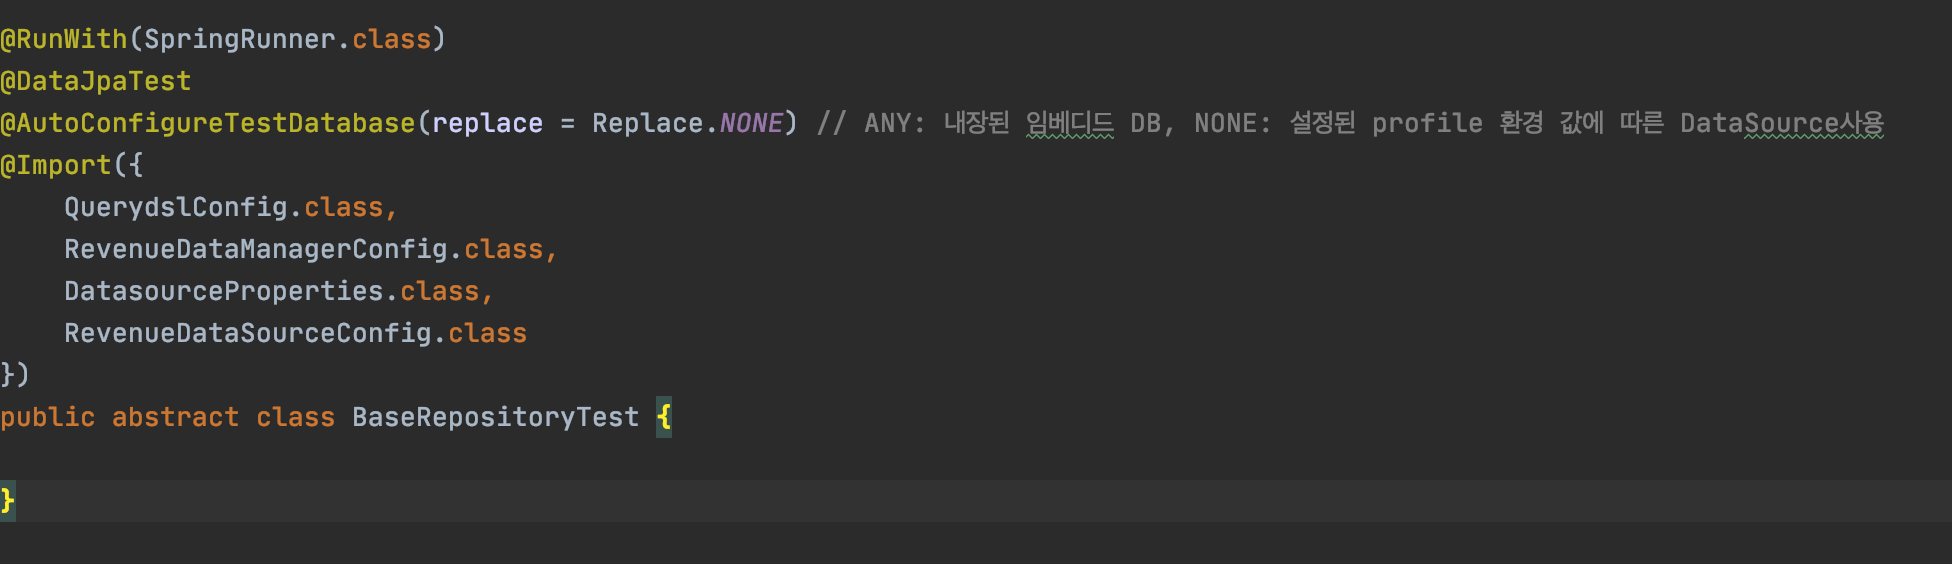 @RunWith(SpringRunner.class)
@DataJpaTest
@AutoConfigureTestDatabase(replace = Replace.NONE) // ANY: 내장된 임베디드 DB, NONE: 설정된 profile 환경 값에 따른 DataSource사용
@Import({
    QuerydslConfig.class,
    RevenueDataManagerConfig.class,
    DatasourceProperties.class,
    RevenueDataSourceConfig.class
})
public abstract class BaseRepositoryTest {
}